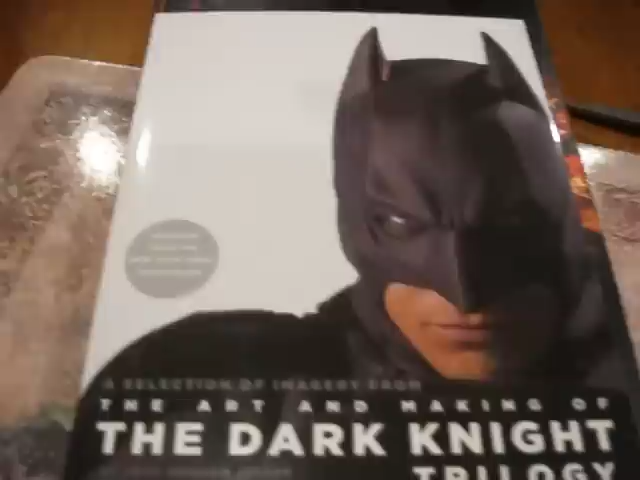 A SELECTION OF IMAGERY FROM
THE ART AND MAKING OF
THE DARK KNIGHT
TRILOGY